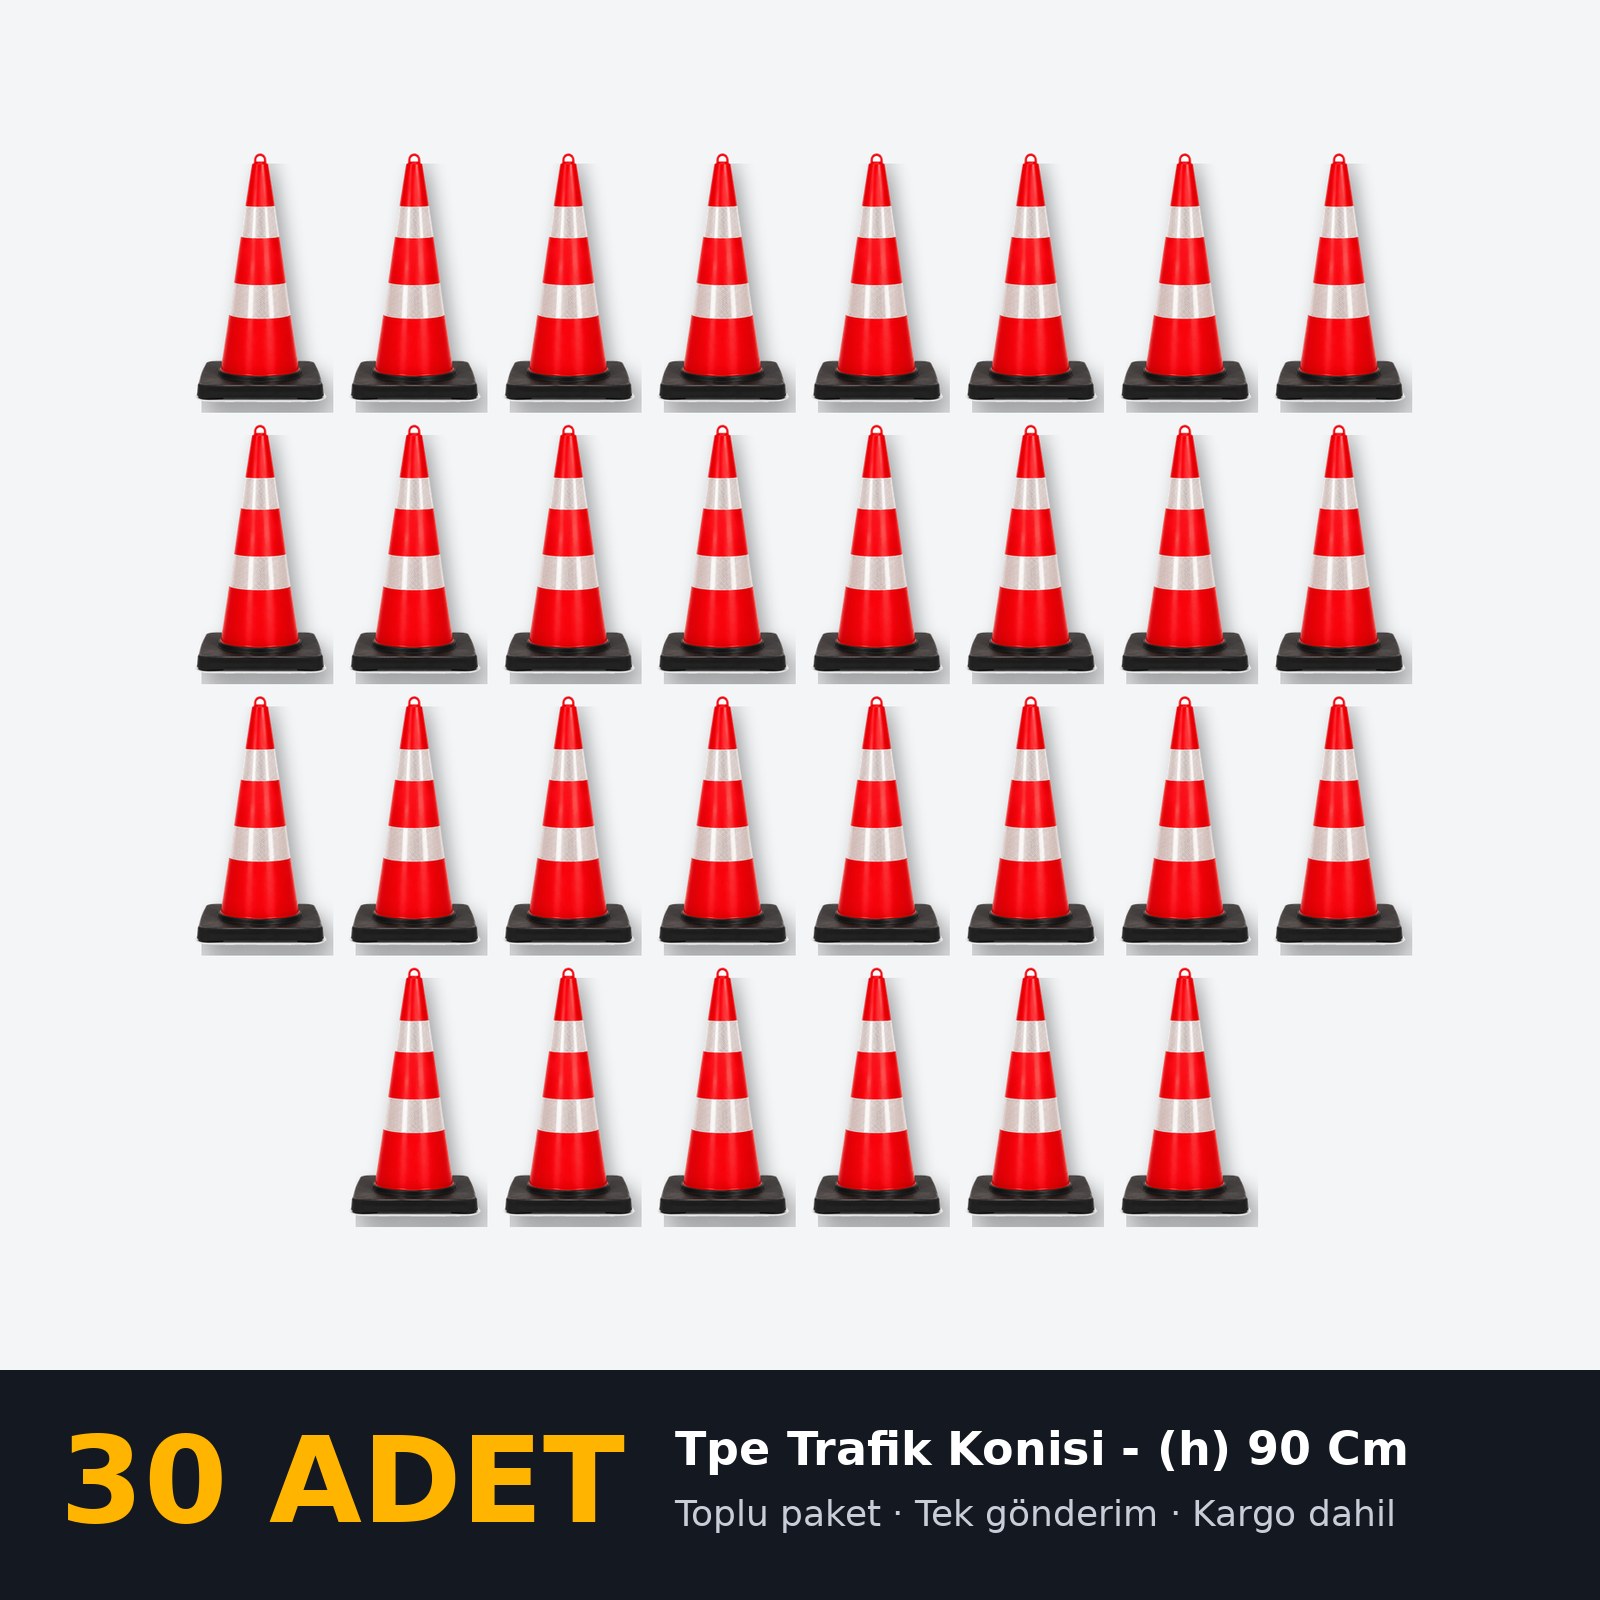 30 ADET
Tpe Trafik Konisi - (h) 90 Cm
Toplu paket · Tek gönderim · Kargo dahil